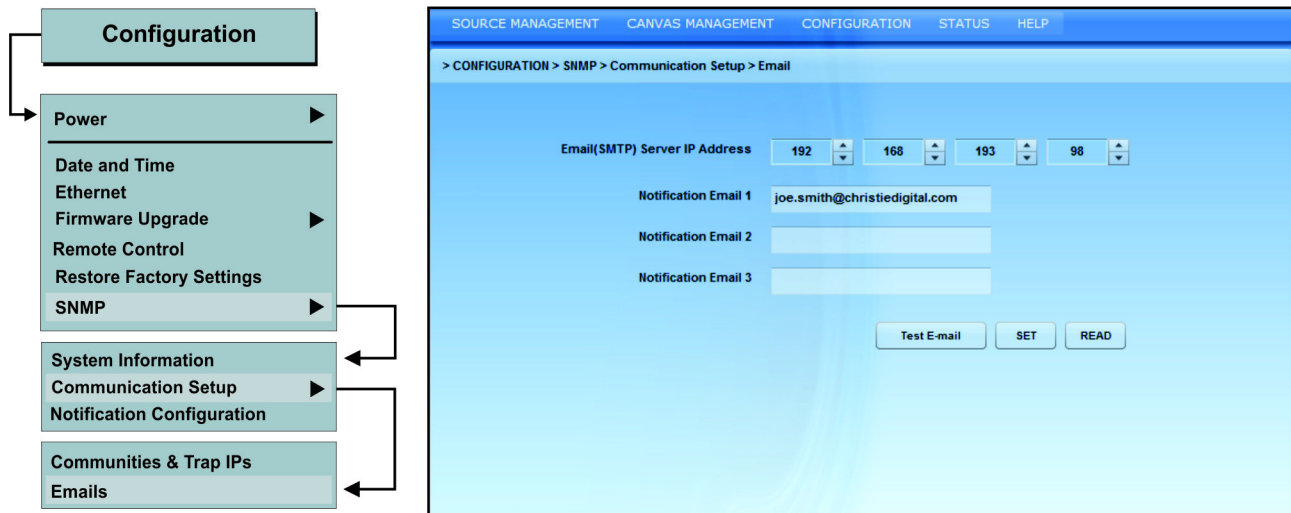 Configuration
Power
Date and Time
Ethernet
Firmware Upgrade
Remote Control
Restore Factory Settings
SNMP
System Information
Communication Setup
Notification Configuration
Communities & Trap IPs
Emails
SOURCE MANAGEMENT CANVAS MANAGEMENT CONFIGURATION STATUS HELP
> CONFIGURATION > SNMP > Communication Setup > Email
Email(SMTP) Server IP Address 192 168 193 98
Notification Email 1 joe.smith@christiedigital.com
Notification Email 2
Notification Email 3
Test E-mail SET READ